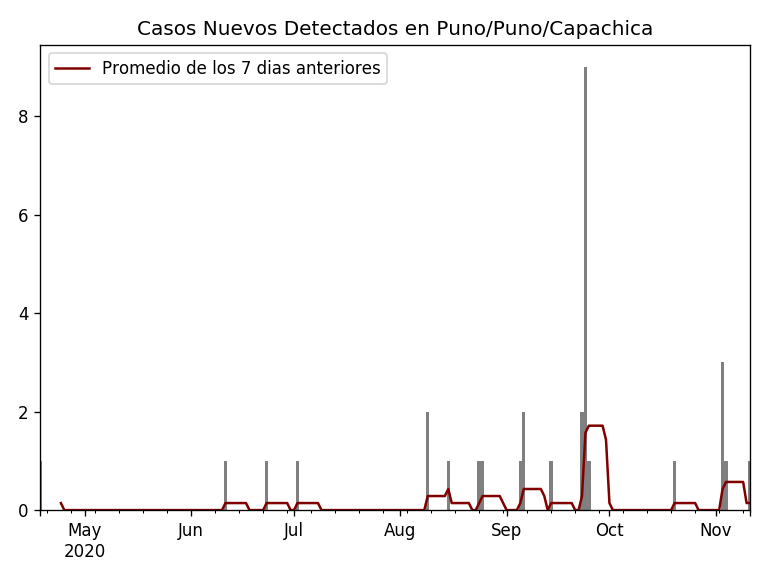 Casos Nuevos Detectados en Puno/Puno/Capachica
Promedio de los 7 dias anteriores
8
6
4
2
0
May Jun Jul Aug Sep Oct Nov
2020